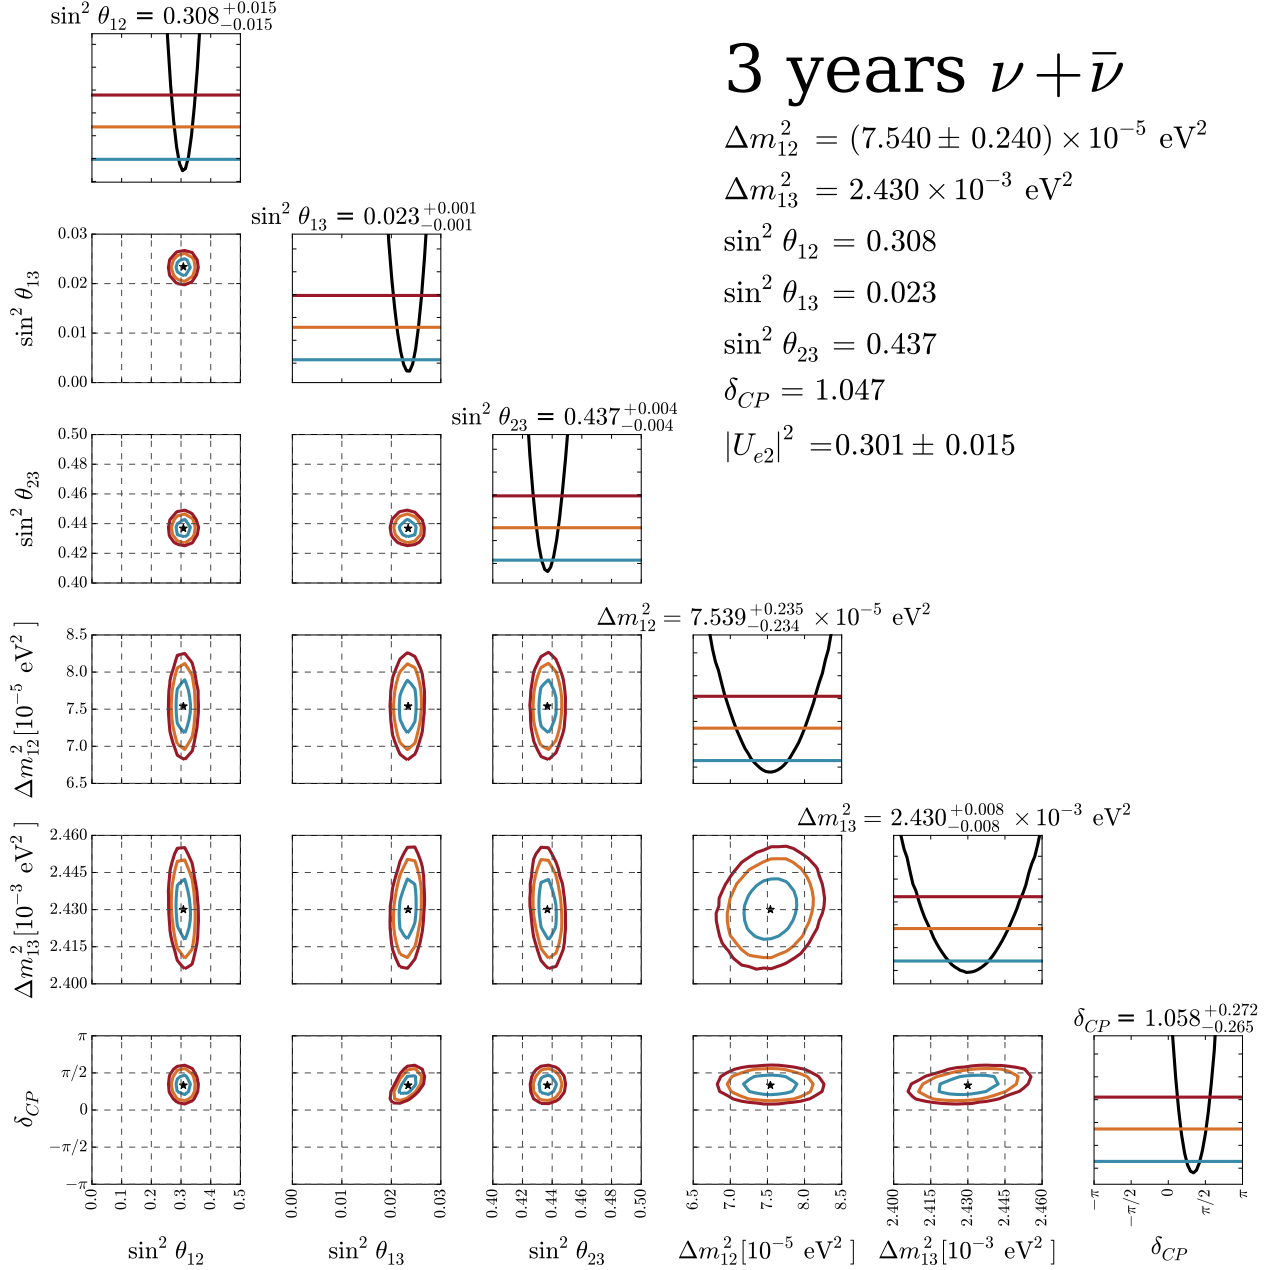 sin² θ₁₂ = 0.308 +0.015 −0.015
3 years ν + ν̄
Δm²₁₂ = (7.540 ± 0.240) × 10⁻⁵ eV²
Δm²₁₃ = 2.430 × 10⁻³ eV²
sin² θ₁₂ = 0.308
sin² θ₁₃ = 0.023
sin² θ₂₃ = 0.437
δ_CP = 1.047
|U_e2|² =0.301 ± 0.015
sin² θ₁₃ = 0.023 +0.001 −0.001
0.03
0.02
0.01
0.00
sin² θ₁₃
sin² θ₂₃ = 0.437 +0.004 −0.004
0.50
0.48
0.46
0.44
0.42
0.40
sin² θ₂₃
Δm²₁₂ = 7.539 +0.235 −0.234 × 10⁻⁵ eV²
8.5
8.0
7.5
7.0
6.5
Δm²₁₂[10⁻⁵ eV² ]
Δm²₁₃ = 2.430 +0.008 −0.008 × 10⁻³ eV²
2.460
2.445
2.430
2.415
2.400
Δm²₁₃[10⁻³ eV² ]
δ_CP = 1.058 +0.272 −0.265
π
π/2
0
−π/2
−π
δ_CP
0.0 0.1 0.2 0.3 0.4 0.5
0.00 0.01 0.02 0.03
0.40 0.42 0.44 0.46 0.48 0.50
6.5 7.0 7.5 8.0 8.5
2.400 2.415 2.430 2.445 2.460
−π −π/2 0 π/2 π
sin² θ₁₂
sin² θ₁₃
sin² θ₂₃
Δm²₁₂[10⁻⁵ eV² ]
Δm²₁₃[10⁻³ eV² ]
δ_CP